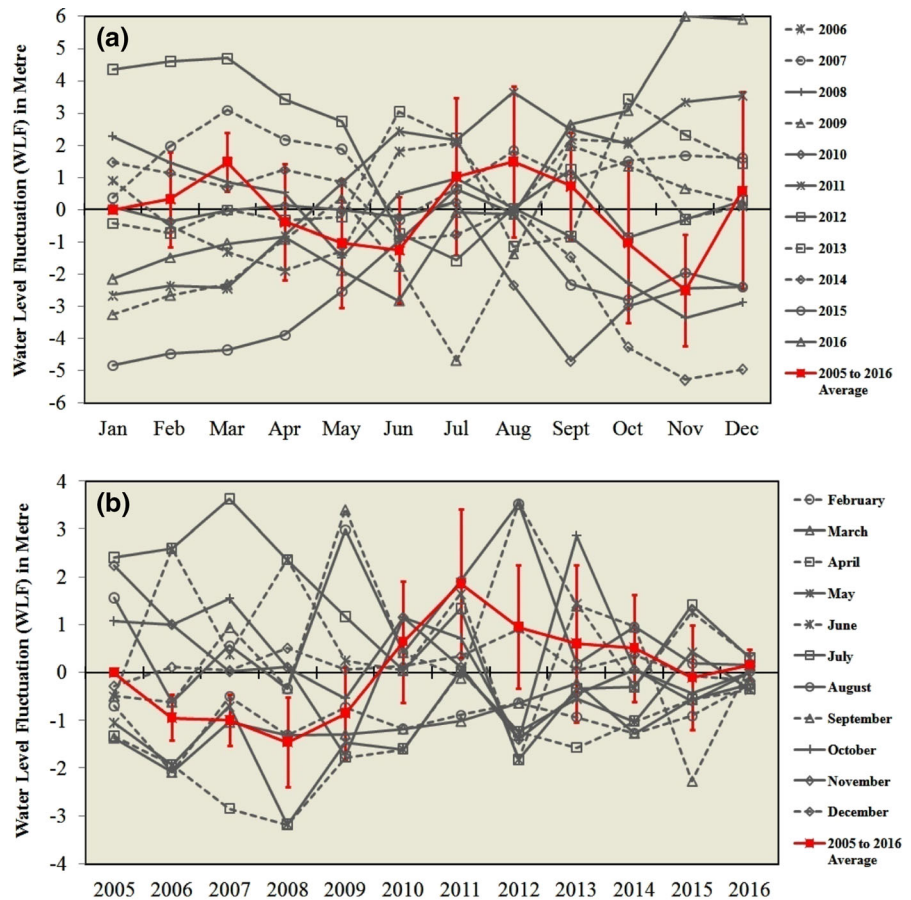 (a)
Water Level Fluctuation (WLF) in Metre
6
5
4
3
2
1
0
-1
-2
-3
-4
-5
-6
Jan Feb Mar Apr May Jun Jul Aug Sept Oct Nov Dec
2006
2007
2008
2009
2010
2011
2012
2013
2014
2015
2016
2005 to 2016
Average
(b)
Water Level Fluctuation (WLF) in Metre
4
3
2
1
0
-1
-2
-3
-4
2005 2006 2007 2008 2009 2010 2011 2012 2013 2014 2015 2016
February
March
April
May
June
July
August
September
October
November
December
2005 to 2016
Average